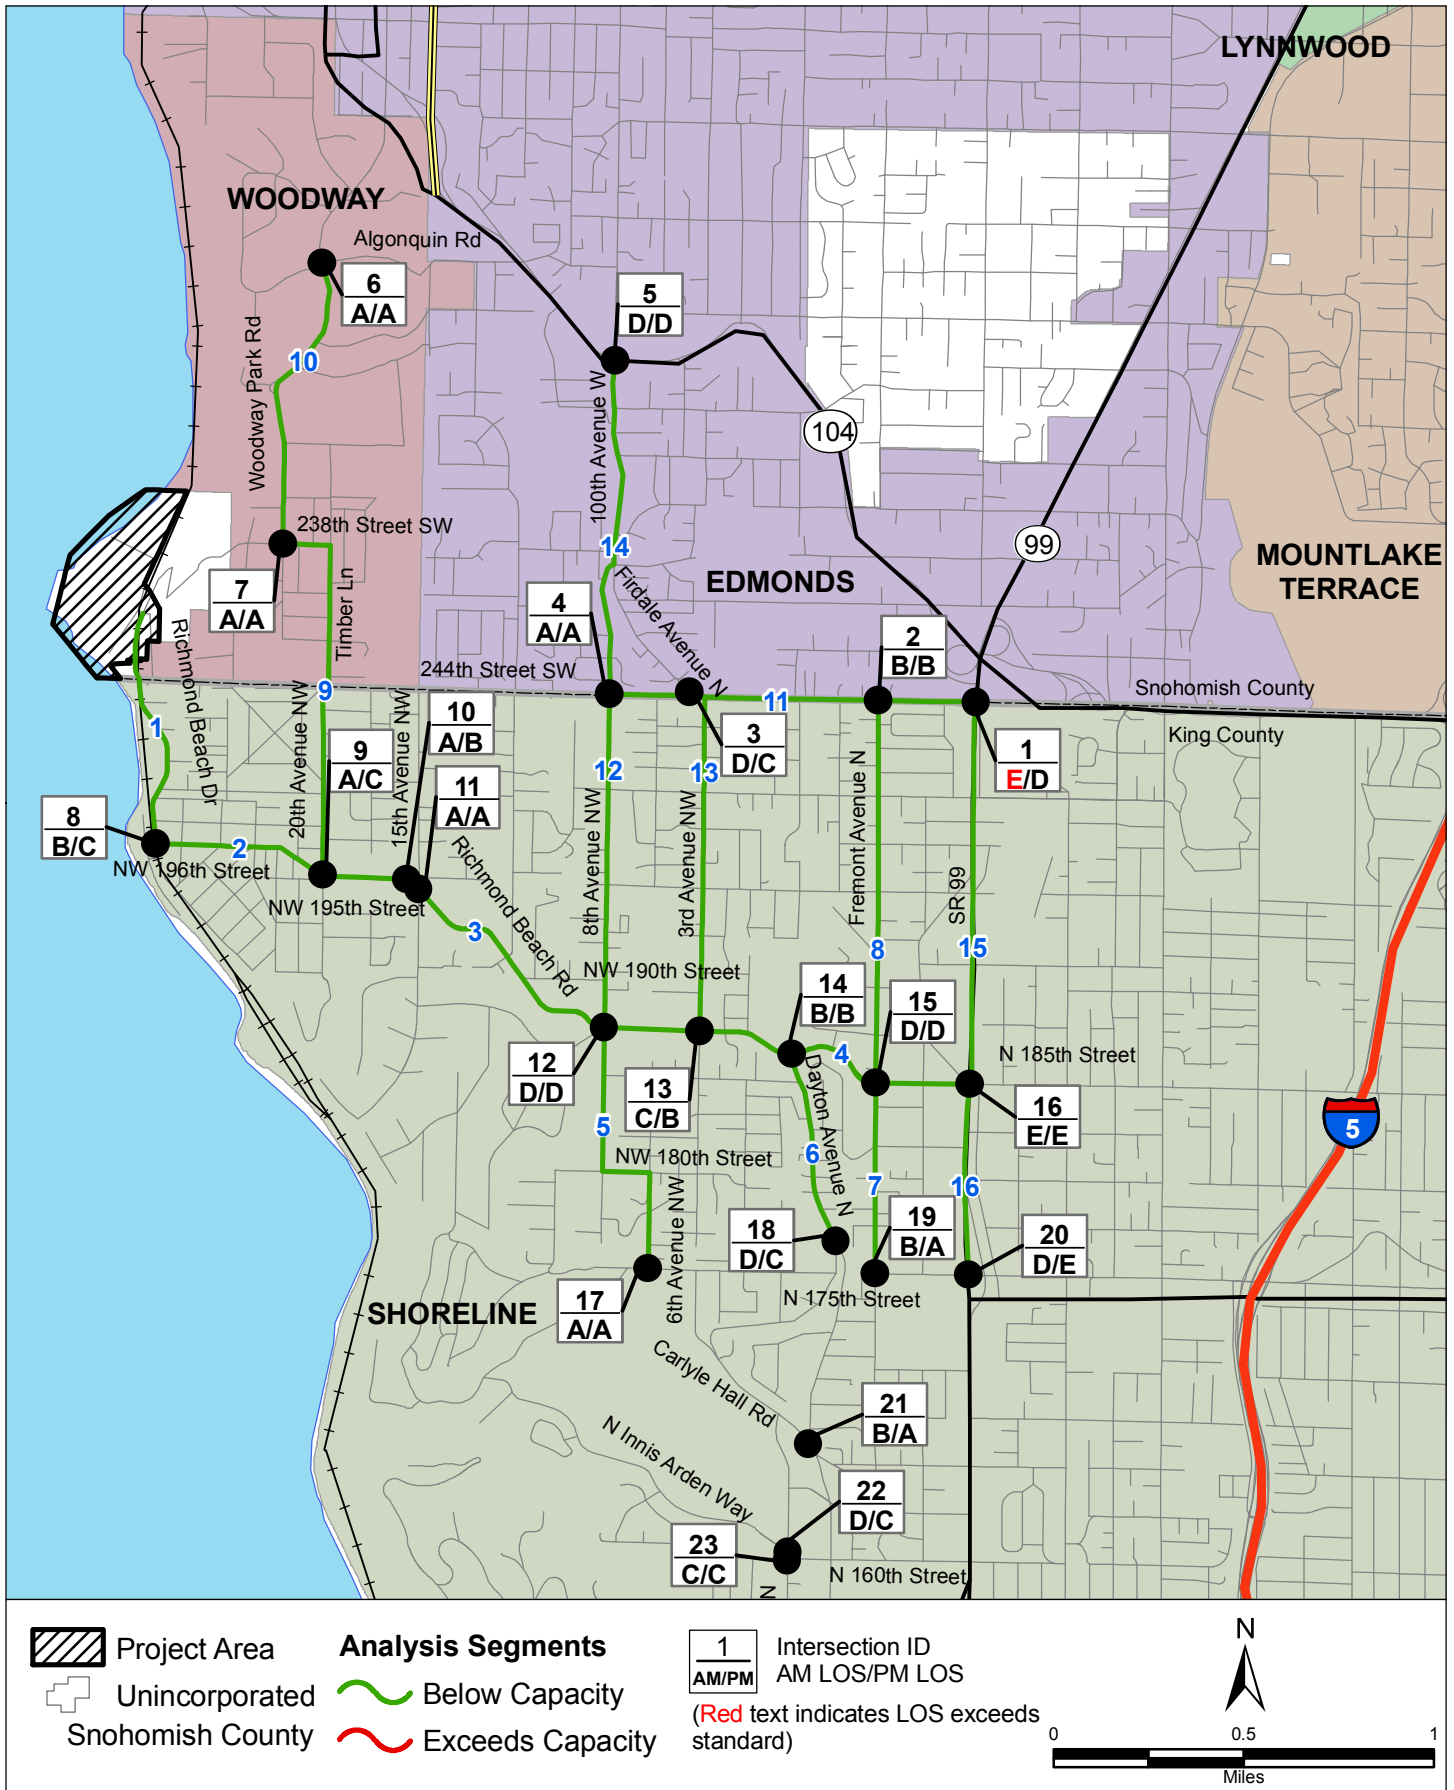 LYNNWOOD
WOODWAY
Algonquin Rd
6
A/A
5
D/D
10
Woodway Park Rd
100th Avenue W
104
99
238th Street SW
14
MOUNTLAKE
TERRACE
EDMONDS
Firdale Avenue N
7
A/A
4
A/A
2
B/B
Timber Ln
Richmond Beach Dr
244th Street SW
9
11
Snohomish County
King County
1
10
A/B
3
D/C
1
E/D
20th Avenue NW
9
A/C
15th Avenue NW
11
A/A
12
13
8
B/C
2
NW 196th Street
NW 195th Street
Richmond Beach Rd
8th Avenue NW
3rd Avenue NW
Fremont Avenue N
SR 99
3
8
15
NW 190th Street
14
B/B
15
D/D
12
D/D
13
C/B
4
N 185th Street
16
E/E
5
Dayton Avenue N
5
6
NW 180th Street
7
16
6th Avenue NW
18
D/C
19
B/A
20
D/E
17
A/A
N 175th Street
SHORELINE
Carlyle Hall Rd
21
B/A
N Innis Arden Way
22
D/C
23
C/C
N 160th Street
N
Project Area
Unincorporated
Snohomish County
Analysis Segments
Below Capacity
Exceeds Capacity
1
AM/PM
Intersection ID
AM LOS/PM LOS
(Red text indicates LOS exceeds
standard)
N
0 0.5 1
Miles